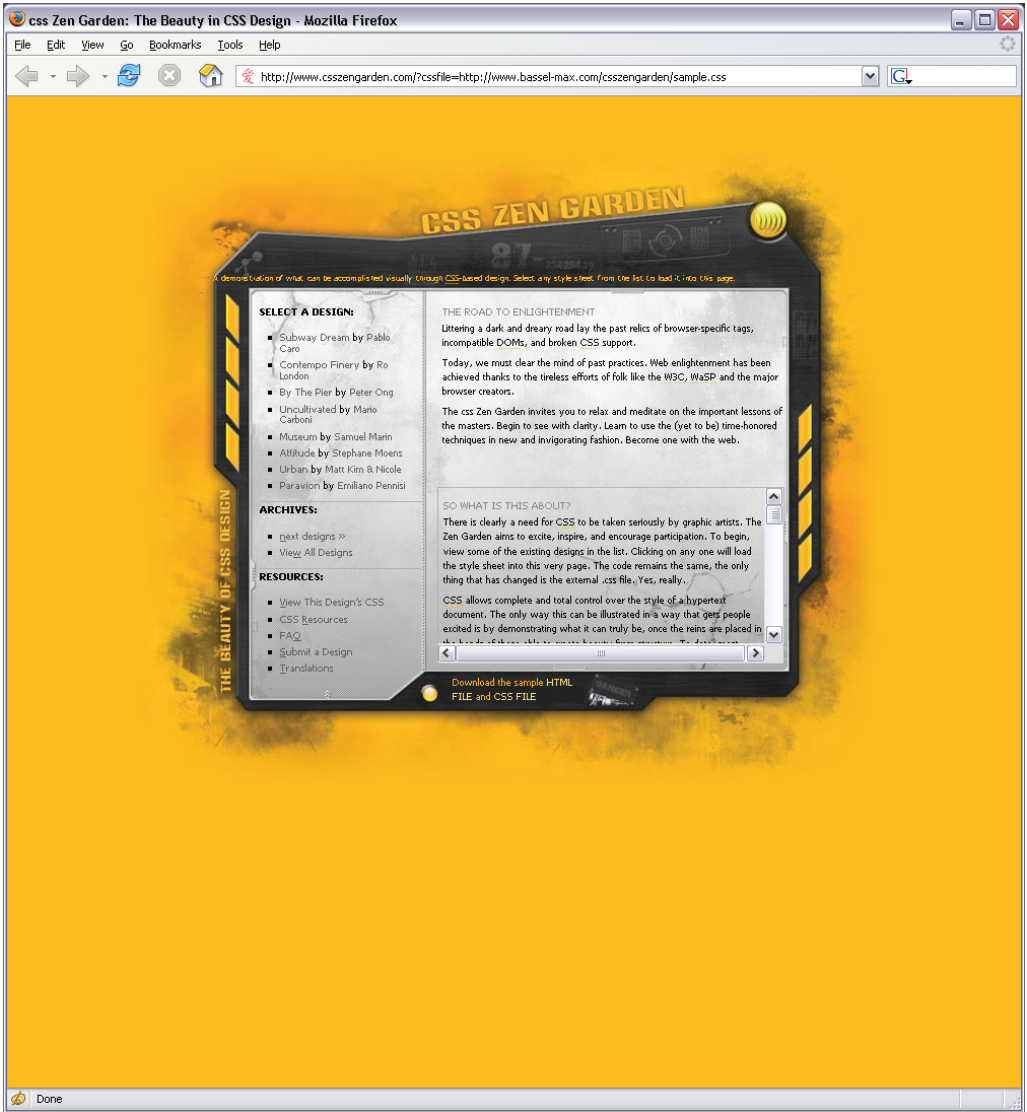 css Zen Garden: The Beauty in CSS Design - Mozilla Firefox
File Edit View Go Bookmarks Tools Help
愛 http://www.csszengarden.com/?cssfile=http://www.bassel-max.com/csszengarden/sample.css G
CSS ZEN GARDEN
87-
A demonstration of what can be accomplished visually through CSS-based design. Select any style sheet from the list to load it into this page.
SELECT A DESIGN:
Subway Dream by Pablo
Caro
Contempo Finery by Ro
London
By The Pier by Peter Ong
Uncultivated by Mario
Carboni
Museum by Samuel Marin
Attitude by Stephane Moens
Urban by Matt Kim & Nicole
Paravion by Emiliano Pennisi
ARCHIVES:
next designs »
View All Designs
RESOURCES:
View This Design's CSS
CSS Resources
FAQ
Submit a Design
Translations
THE BEAUTY OF CSS DESIGN
THE ROAD TO ENLIGHTENMENT
Littering a dark and dreary road lay the past relics of browser-specific tags,
incompatible DOMs, and broken CSS support.
Today, we must clear the mind of past practices. Web enlightenment has been
achieved thanks to the tireless efforts of folk like the W3C, WaSP and the major
browser creators.
The css Zen Garden invites you to relax and meditate on the important lessons of
the masters. Begin to see with clarity. Learn to use the (yet to be) time-honored
techniques in new and invigorating fashion. Become one with the web.
SO WHAT IS THIS ABOUT?
There is clearly a need for CSS to be taken seriously by graphic artists. The
Zen Garden aims to excite, inspire, and encourage participation. To begin,
view some of the existing designs in the list. Clicking on any one will load
the style sheet into this very page. The code remains the same, the only
thing that has changed is the external .css file. Yes, really.
CSS allows complete and total control over the style of a hypertext
document. The only way this can be illustrated in a way that gets people
excited is by demonstrating what it can truly be, once the reins are placed in
Download the sample HTML
FILE and CSS FILE
DANGER
Done